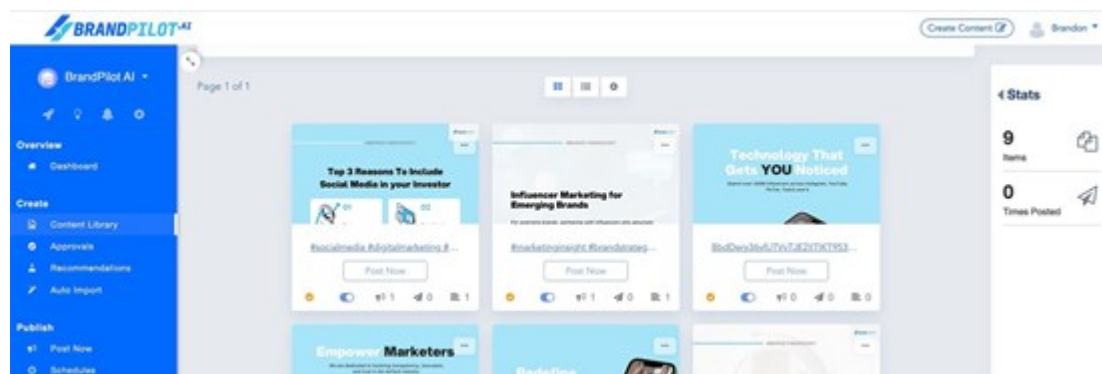 BRANDPILOT.AI
Create Content
Brandon
BrandPilot AI
Page 1 of 1
Stats
9
Items
0
Times Posted
Overview
Dashboard
Create
Content Library
Approvals
Recommendations
Auto Import
Publish
Post Now
Schedules
Top 3 Reasons To Include
Social Media in your Investor
01
02
#socialmedia #digitalmarketing #...
Post Now
1
0
1
Influencer Marketing for
Emerging Brands
#marketinginsight #brandstrateg...
Post Now
1
0
1
Technology That
Gets YOU Noticed
Post Now
0
0
0
Empower Marketers
Redefine